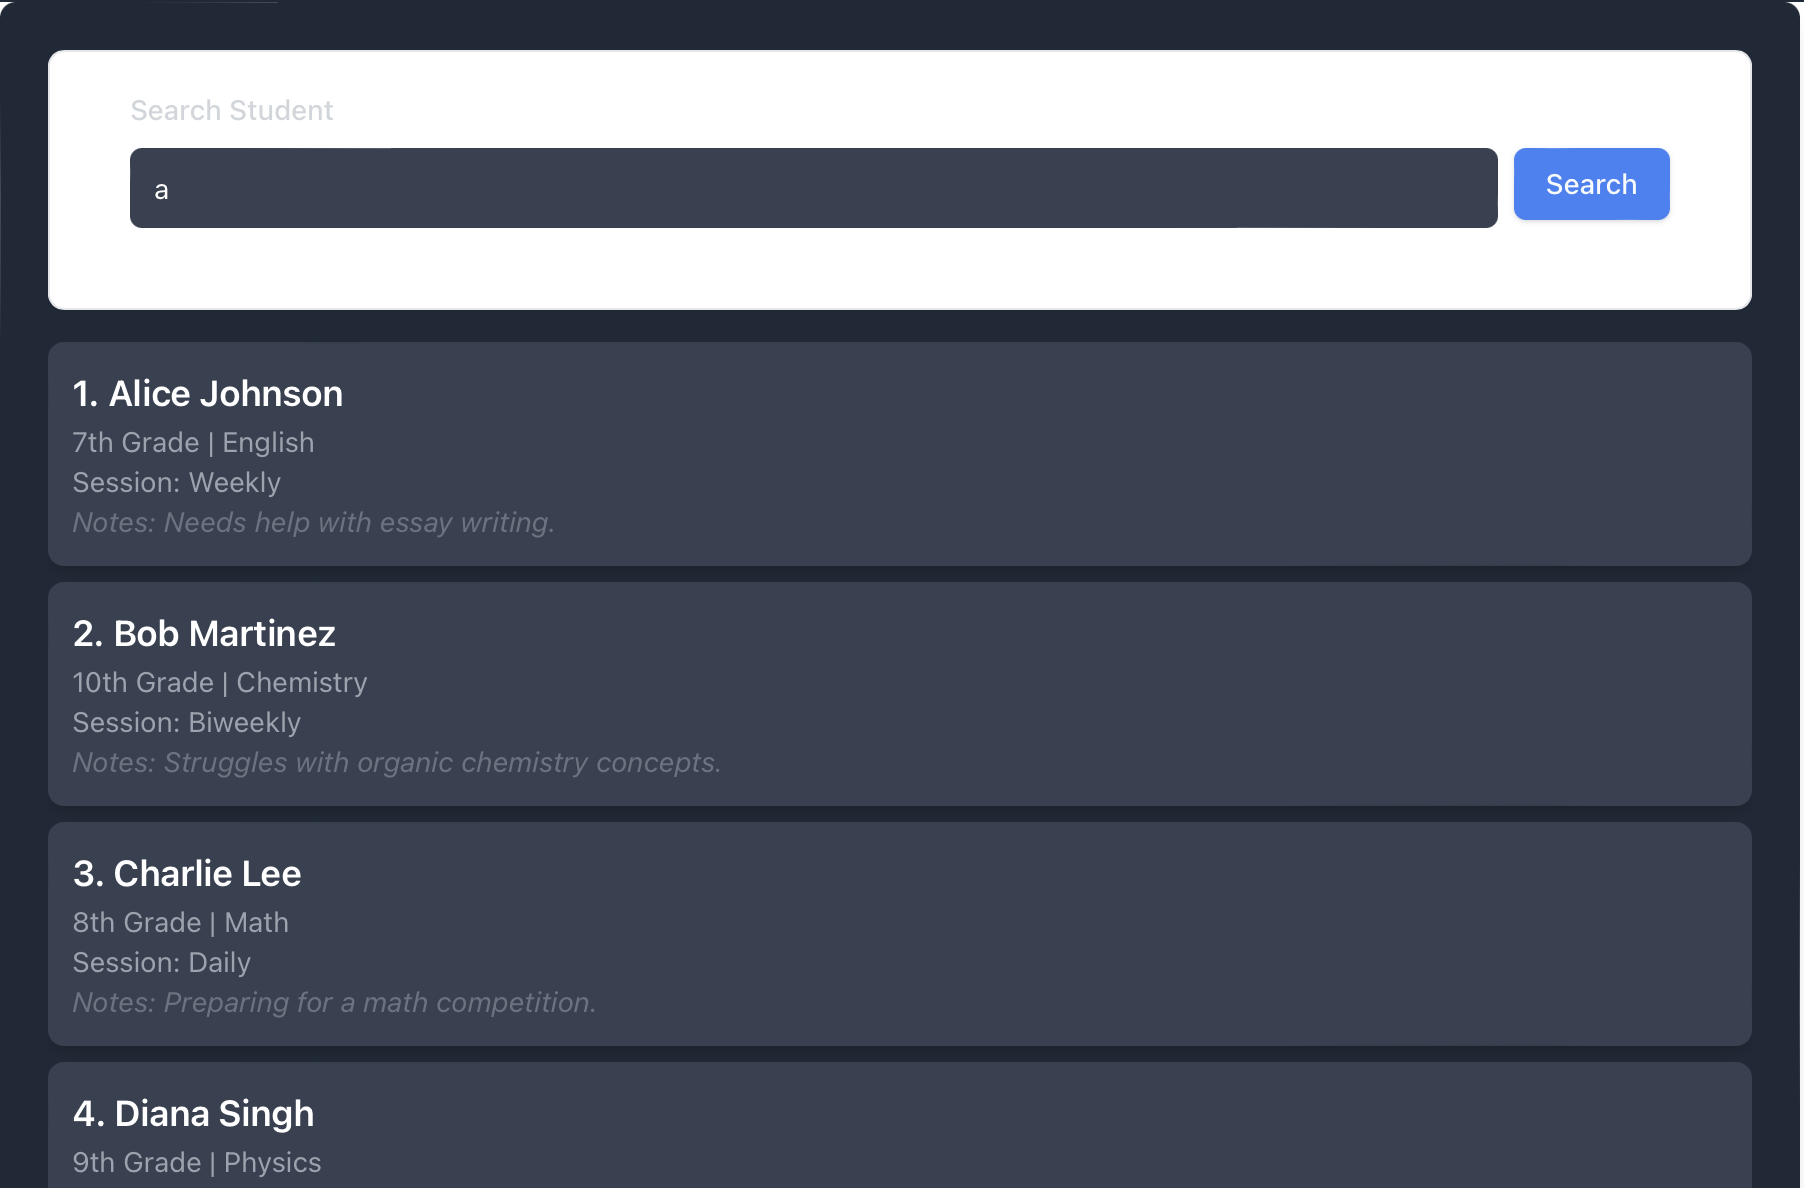 Search Student
a
Search
1. Alice Johnson
7th Grade | English
Session: Weekly
Notes: Needs help with essay writing.
2. Bob Martinez
10th Grade | Chemistry
Session: Biweekly
Notes: Struggles with organic chemistry concepts.
3. Charlie Lee
8th Grade | Math
Session: Daily
Notes: Preparing for a math competition.
4. Diana Singh
9th Grade | Physics